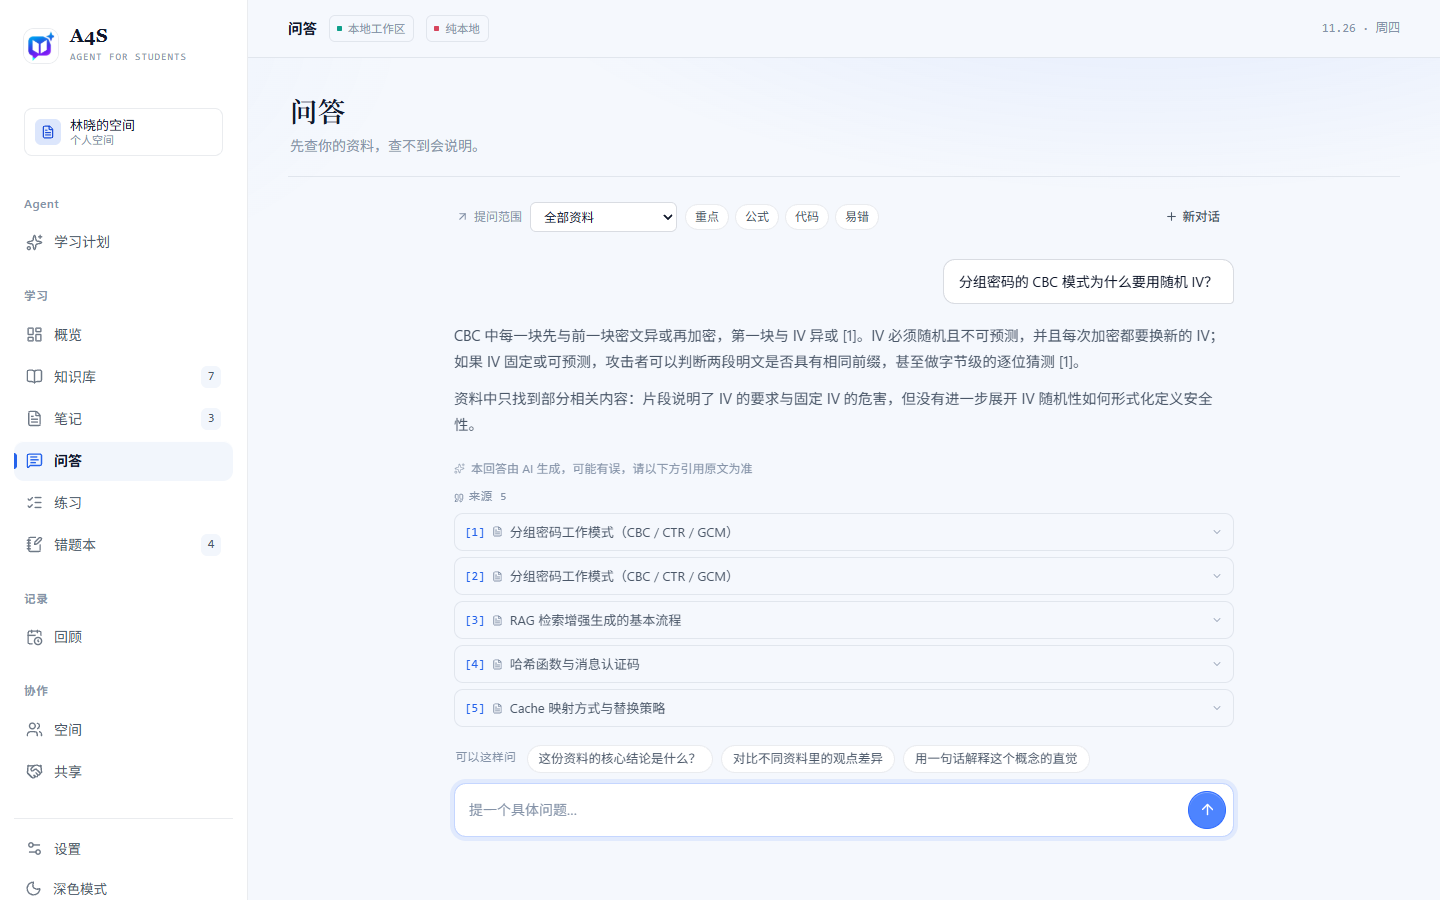 A4S
AGENT FOR STUDENTS
林晓的空间
个人空间
Agent
学习计划
学习
概览
知识库 7
笔记 3
问答
练习
错题本 4
记录
回顾
协作
空间
共享
设置
深色模式
问答 本地工作区 纯本地 11.26 · 周四
问答
先查你的资料，查不到会说明。
提问范围 全部资料 重点 公式 代码 易错 新对话
分组密码的 CBC 模式为什么要用随机 IV？
CBC 中每一块先与前一块密文异或再加密，第一块与 IV 异或 [1]。IV 必须随机且不可预测，并且每次加密都要换新的 IV；
如果 IV 固定或可预测，攻击者可以判断两段明文是否具有相同前缀，甚至做字节级的逐位猜测 [1]。
资料中只找到部分相关内容：片段说明了 IV 的要求与固定 IV 的危害，但没有进一步展开 IV 随机性如何形式化定义安全
性。
本回答由 AI 生成，可能有误，请以下方引用原文为准
来源 5
[1] 分组密码工作模式（CBC / CTR / GCM）
[2] 分组密码工作模式（CBC / CTR / GCM）
[3] RAG 检索增强生成的基本流程
[4] 哈希函数与消息认证码
[5] Cache 映射方式与替换策略
可以这样问 这份资料的核心结论是什么？ 对比不同资料里的观点差异 用一句话解释这个概念的直觉
提一个具体问题...